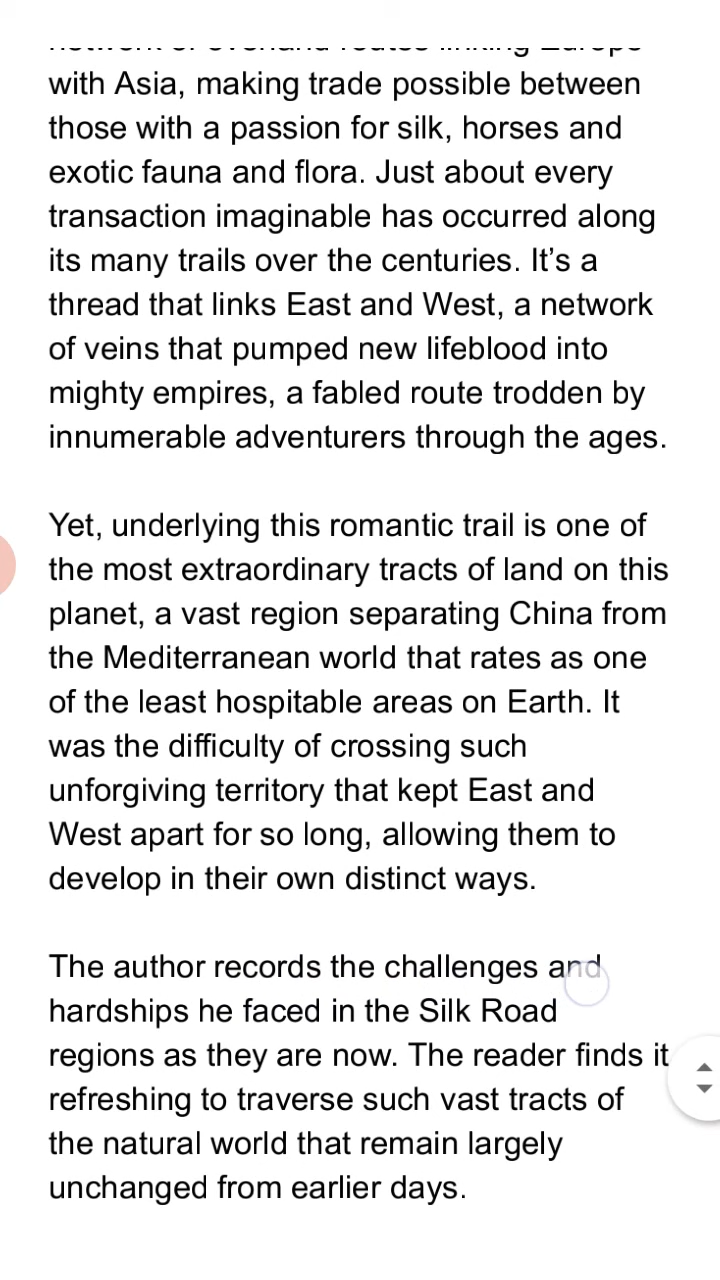 with Asia, making trade possible between
those with a passion for silk, horses and
exotic fauna and flora. Just about every
transaction imaginable has occurred along
its many trails over the centuries. It’s a
thread that links East and West, a network
of veins that pumped new lifeblood into
mighty empires, a fabled route trodden by
innumerable adventurers through the ages.
Yet, underlying this romantic trail is one of
the most extraordinary tracts of land on this
planet, a vast region separating China from
the Mediterranean world that rates as one
of the least hospitable areas on Earth. It
was the difficulty of crossing such
unforgiving territory that kept East and
West apart for so long, allowing them to
develop in their own distinct ways.
The author records the challenges and
hardships he faced in the Silk Road
regions as they are now. The reader finds it
refreshing to traverse such vast tracts of
the natural world that remain largely
unchanged from earlier days.